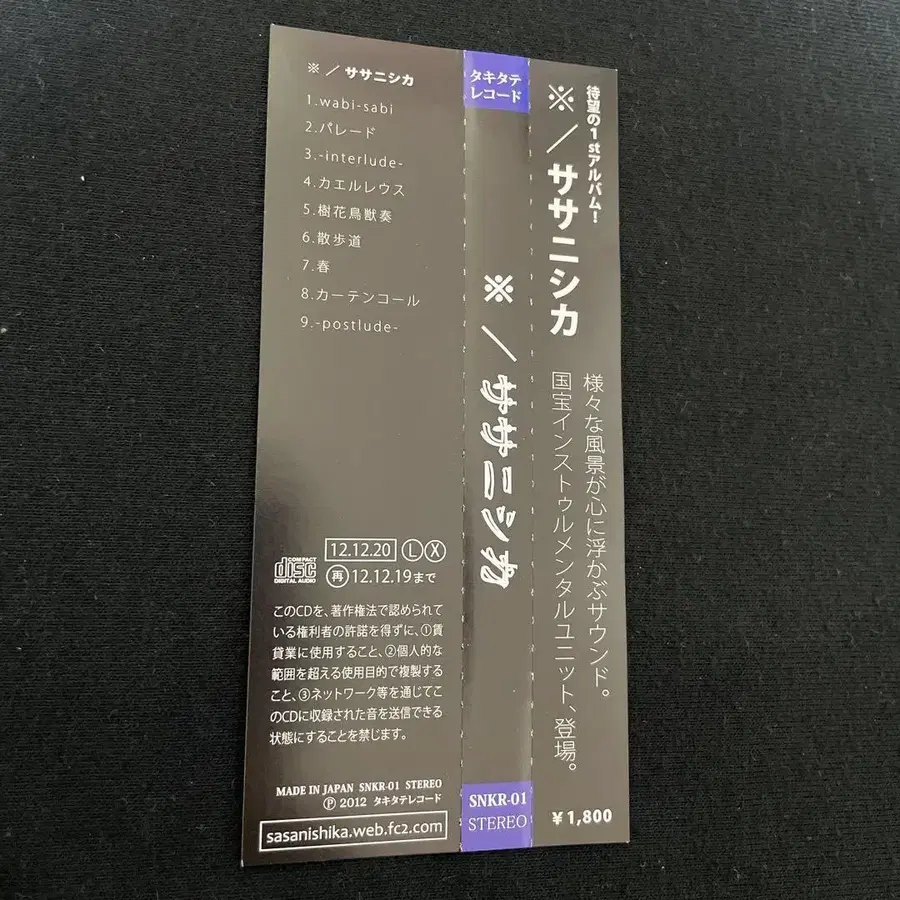 ※ / ササニシカ
1.wabi-sabi
2.パレード
3.-interlude-
4.カエルレウス
5.樹花鳥獣奏
6.散歩道
7.春
8.カーテンコール
9.-postlude-
COMPACT
disc
DIGITAL AUDIO
12.12.20 Ⓛ Ⓧ
再 12.12.19まで
このCDを、著作権法で認められて
いる権利者の許諾を得ずに、①賃
貸業に使用すること、②個人的な
範囲を超える使用目的で複製する
こと、③ネットワーク等を通じてこ
のCDに収録された音を送信できる
状態にすることを禁じます。
MADE IN JAPAN SNKR-01 STEREO
Ⓟ 2012 タキタテレコード
sasanishika.web.fc2.com
タキタテ
レコード
※ / ササニシカ
SNKR-01
STEREO
待望の1stアルバム!
※ / ササニシカ
様々な風景が心に浮かぶサウンド。
国宝インストゥルメンタルユニット、登場。
¥1,800